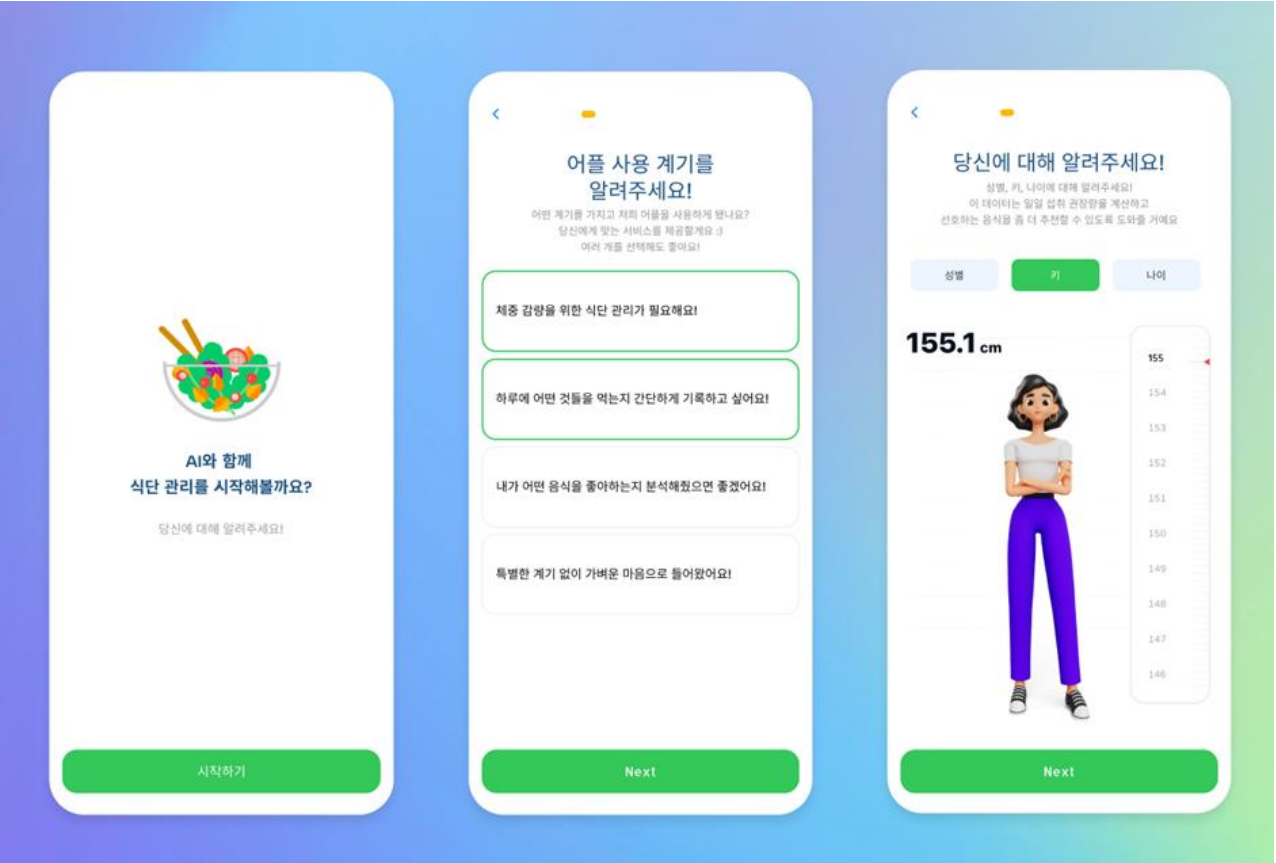 AI와 함께
식단 관리를 시작해볼까요?
당신에 대해 알려주세요!
시작하기
어플 사용 계기를
알려주세요!
어떤 계기를 가지고 저희 어플을 사용하게 됐나요?
당신에게 맞는 서비스를 제공할게요 :)
여러 개를 선택해도 좋아요!
체중 감량을 위한 식단 관리가 필요해요!
하루에 어떤 것들을 먹는지 간단하게 기록하고 싶어요!
내가 어떤 음식을 좋아하는지 분석해줬으면 좋겠어요!
특별한 계기 없이 가벼운 마음으로 들어왔어요!
Next
당신에 대해 알려주세요!
성별, 키, 나이에 대해 알려주세요!
이 데이터는 일일 섭취 권장량을 계산하고
선호하는 음식을 좀 더 추천할 수 있도록 도와줄 거예요
성별 키 나이
155.1 cm
155
154
153
152
151
150
149
148
147
146
Next